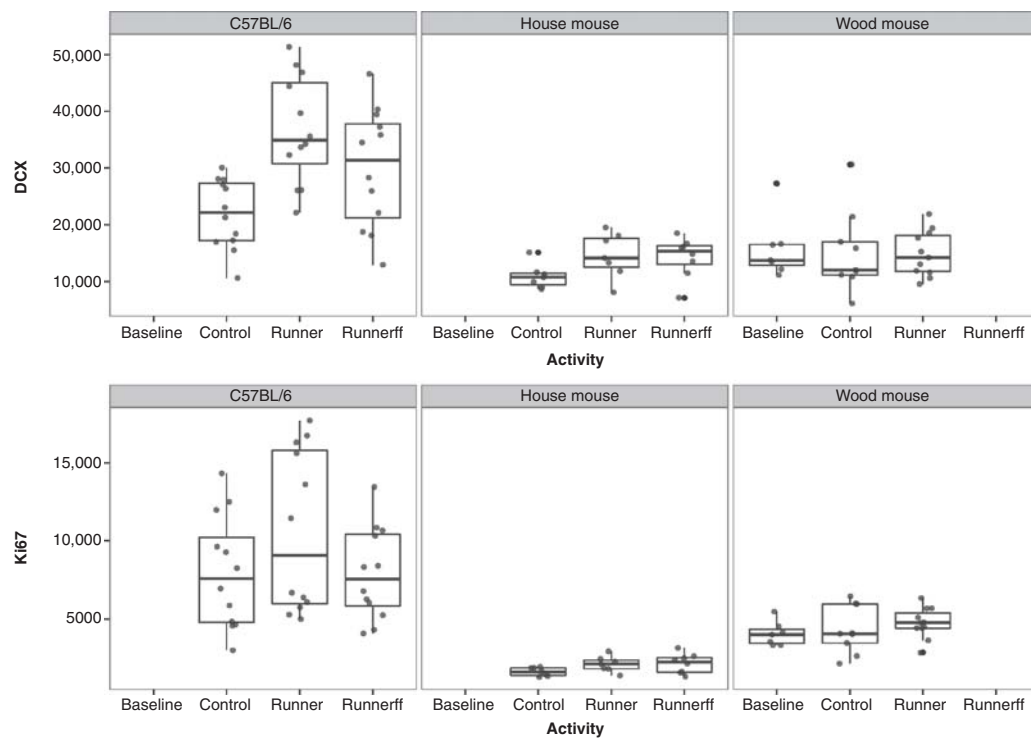 C57BL/6 House mouse Wood mouse
50,000
40,000
30,000
20,000
10,000
DCX
Baseline Control Runner Runnerff Baseline Control Runner Runnerff Baseline Control Runner Runnerff
Activity
C57BL/6 House mouse Wood mouse
15,000
10,000
5000
Ki67
Baseline Control Runner Runnerff Baseline Control Runner Runnerff Baseline Control Runner Runnerff
Activity